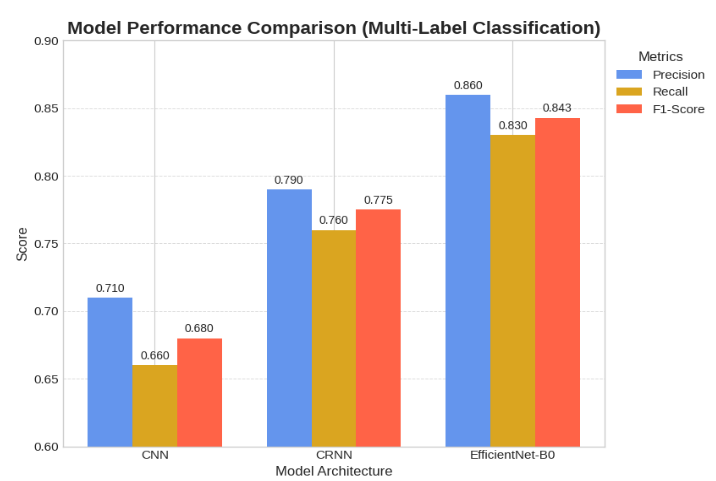 Model Performance Comparison (Multi-Label Classification)
Metrics
Precision
Recall
F1-Score
Score
0.90
0.85
0.80
0.75
0.70
0.65
0.60
0.710
0.660
0.680
0.790
0.760
0.775
0.860
0.830
0.843
CNN
CRNN
EfficientNet-B0
Model Architecture